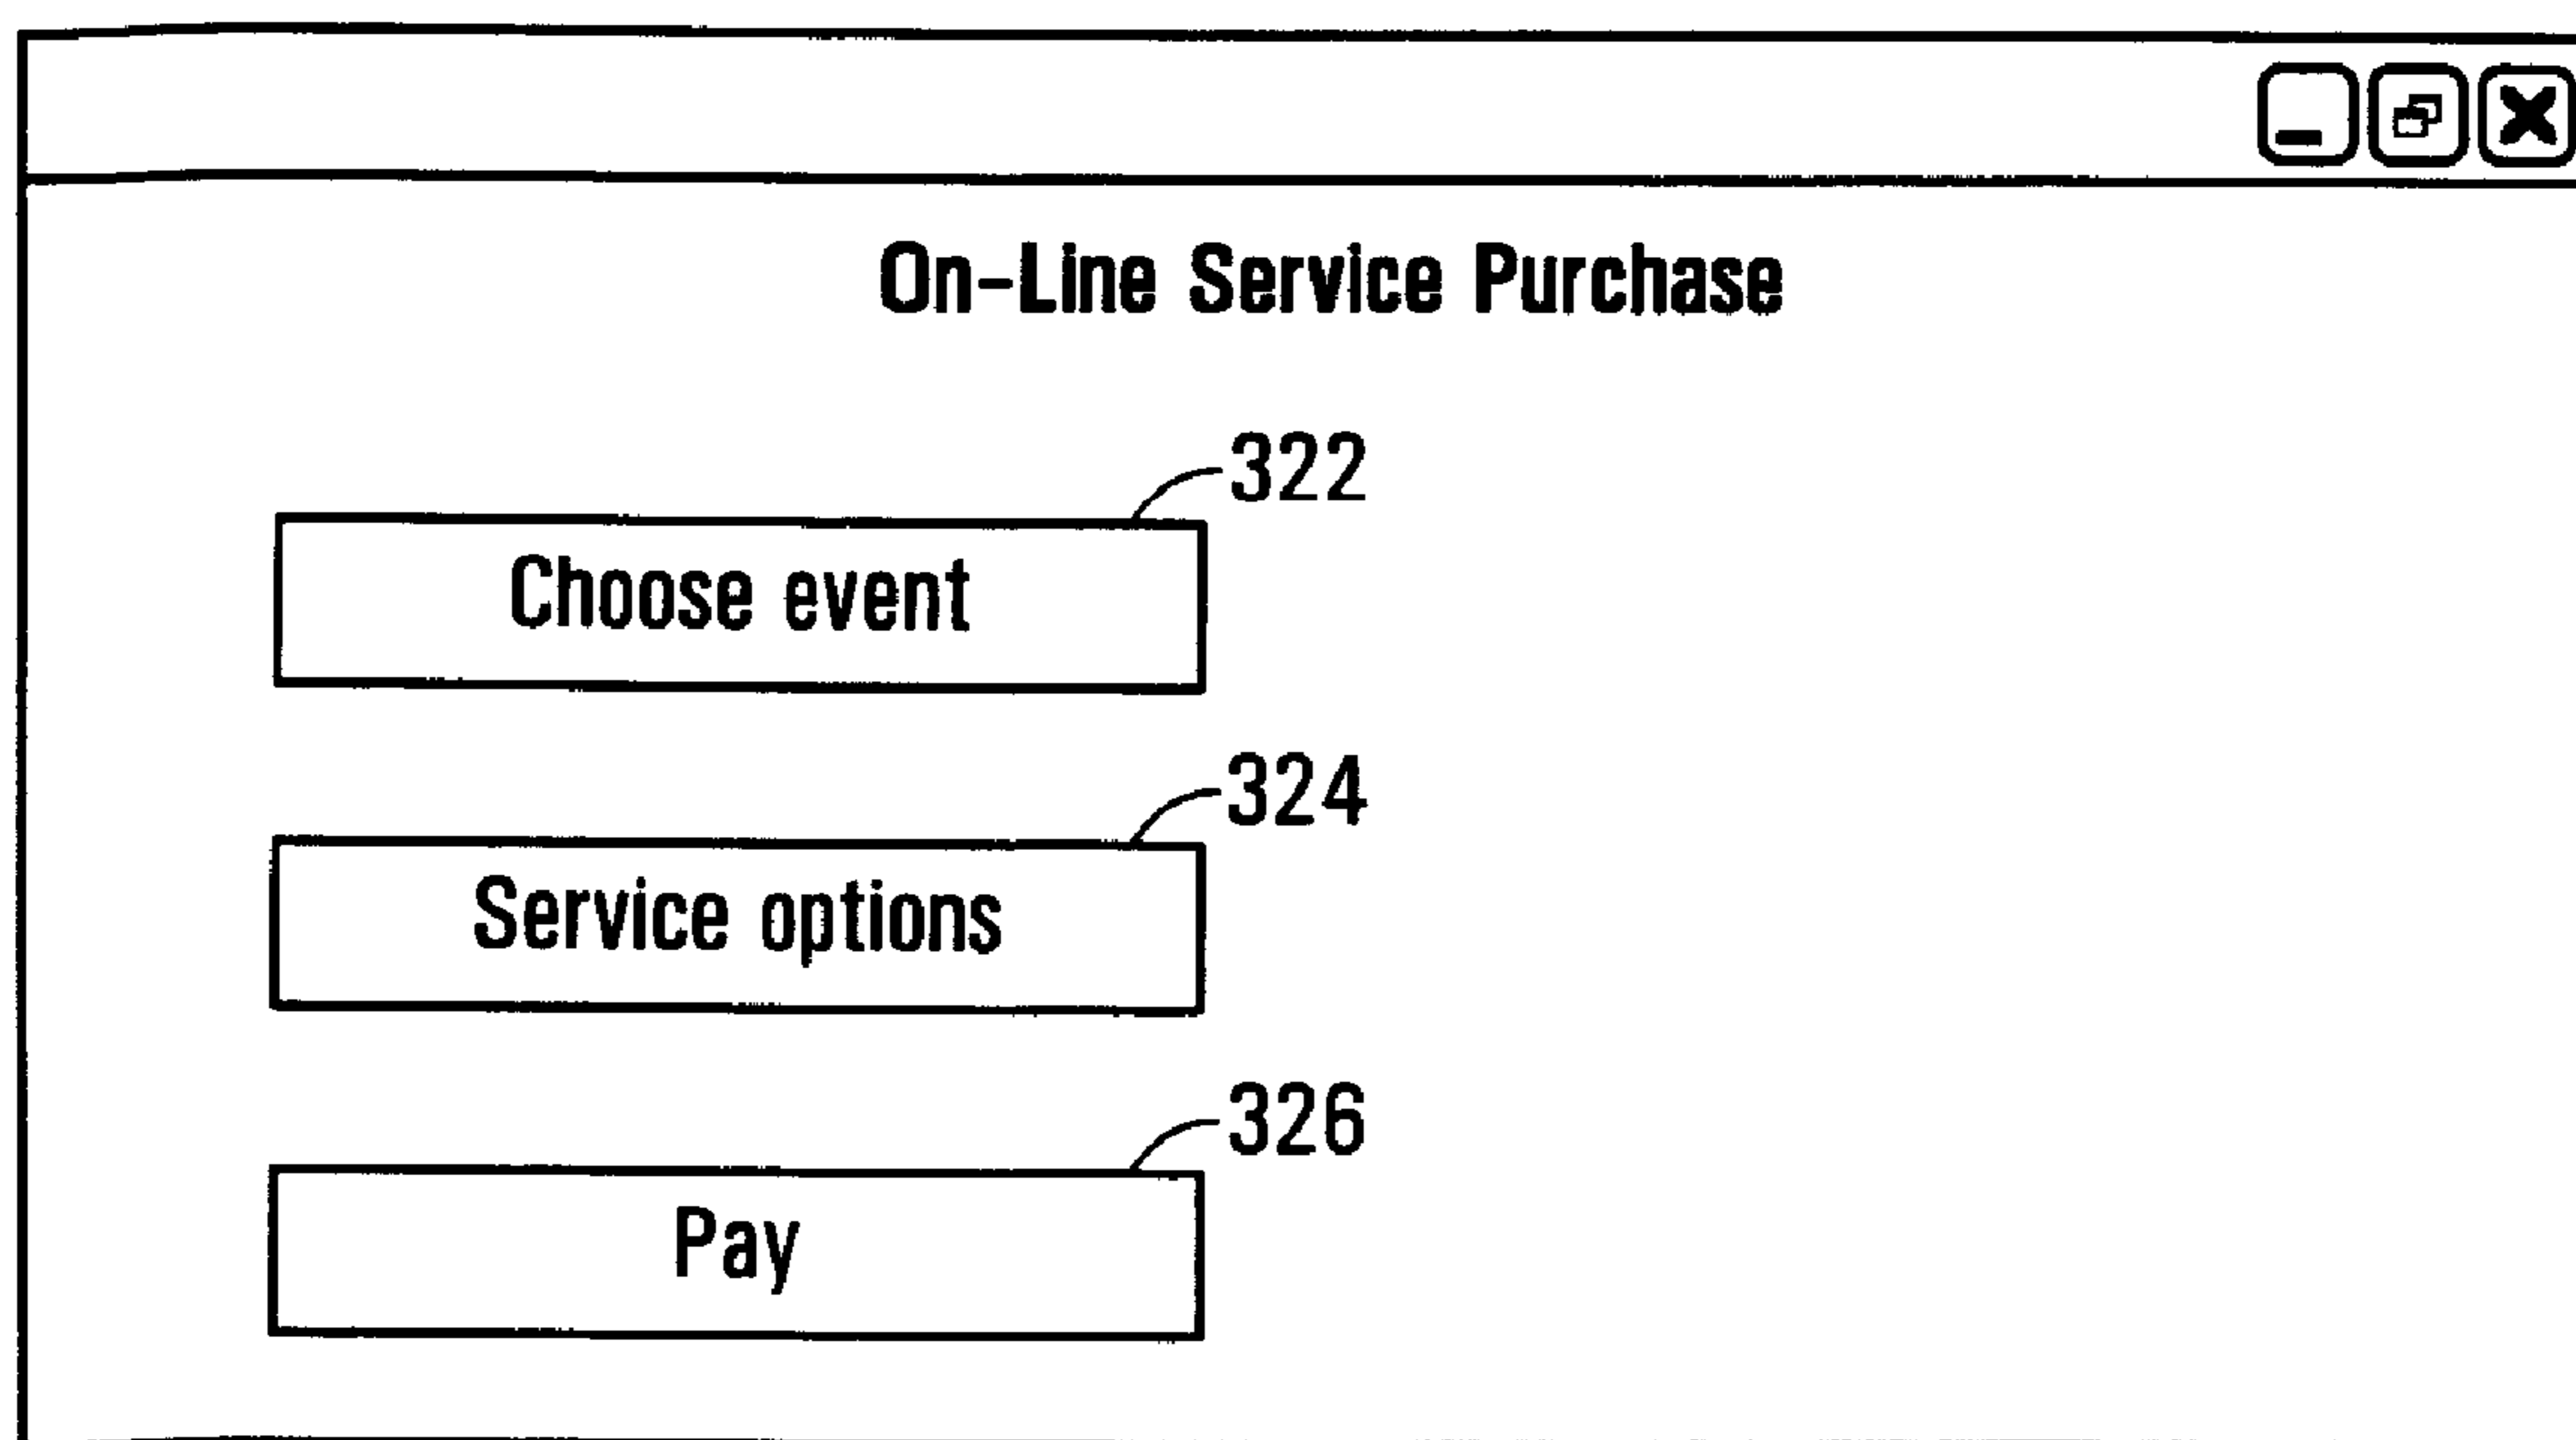 On-Line Service Purchase
322
Choose event
324
Service options
326
Pay